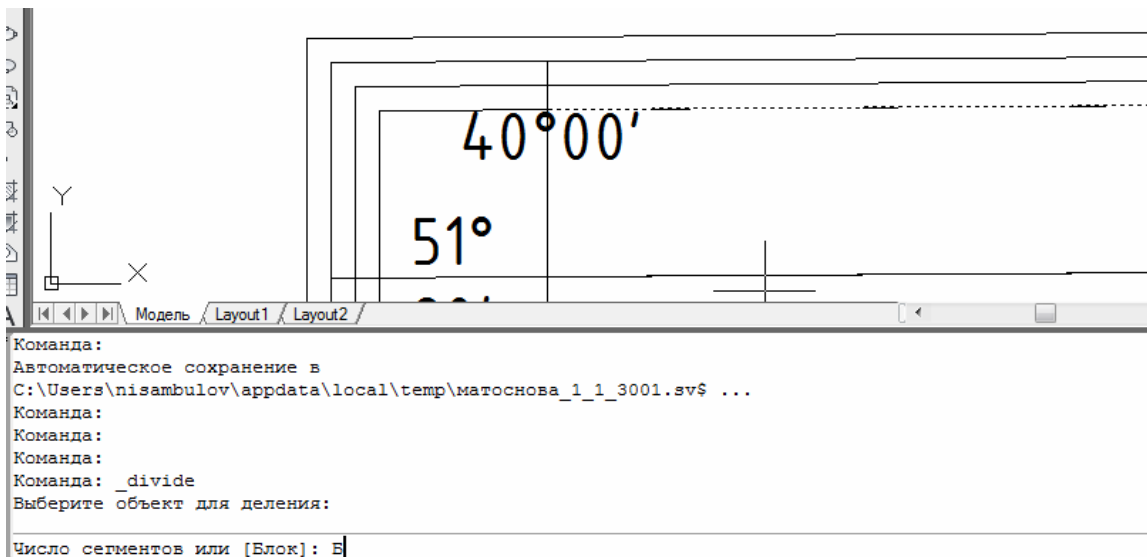 40°00′
51°
Y
X
Модель
Layout1
Layout2
Команда:
Автоматическое сохранение в
C:\Users\nisambulov\appdata\local\temp\матоснова_1_1_3001.sv$ ...
Команда:
Команда:
Команда:
Команда: _divide
Выберите объект для деления:
Число сегментов или [Блок]: Б